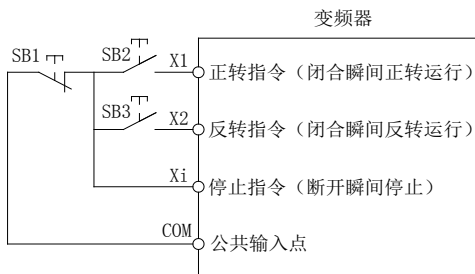 变频器
SB1
SB2
X1
正转指令（闭合瞬间正转运行）
SB3
X2
反转指令（闭合瞬间反转运行）
Xi
停止指令（断开瞬间停止）
COM
公共输入点